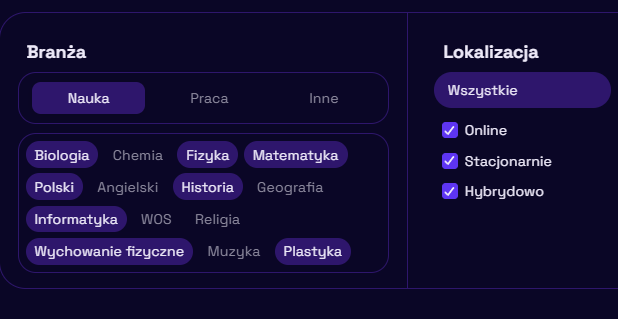 Branża
Nauka Praca Inne
Biologia Chemia Fizyka Matematyka
Polski Angielski Historia Geografia
Informatyka WOS Religia
Wychowanie fizyczne Muzyka Plastyka
Lokalizacja
Wszystkie
Online
Stacjonarnie
Hybrydowo